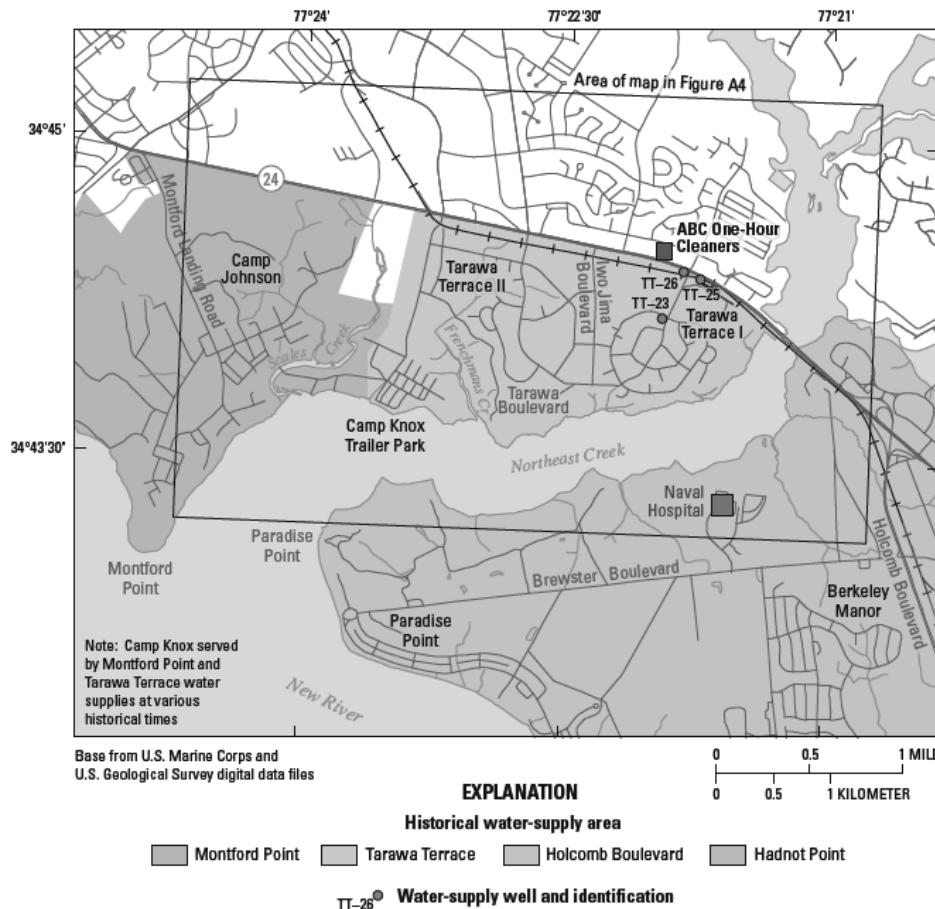 77°24'
77°22'30"
77°21'
Area of map in Figure A4
34°45'
24
Montford Landing Road
ABC One-Hour
Cleaners
Camp
Johnson
Tarawa
Terrace II
Iwo Jima
Boulevard
TT–26
TT–25
TT–23
Tarawa
Terrace I
Scales
Creek
Frenchmans Cr
Tarawa
Boulevard
Camp Knox
Trailer Park
34°43'30"
Northeast Creek
Naval
Hospital
Paradise
Point
Montford
Point
Brewster Boulevard
Holcomb Boulevard
Berkeley
Manor
Paradise
Point
Note: Camp Knox served
by Montford Point and
Tarawa Terrace water
supplies at various
historical times
New River
Base from U.S. Marine Corps and
U.S. Geological Survey digital data files
0 0.5 1 MILE
0 0.5 1 KILOMETER
EXPLANATION
Historical water-supply area
Montford Point Tarawa Terrace Holcomb Boulevard Hadnot Point
TT–26 Water-supply well and identification